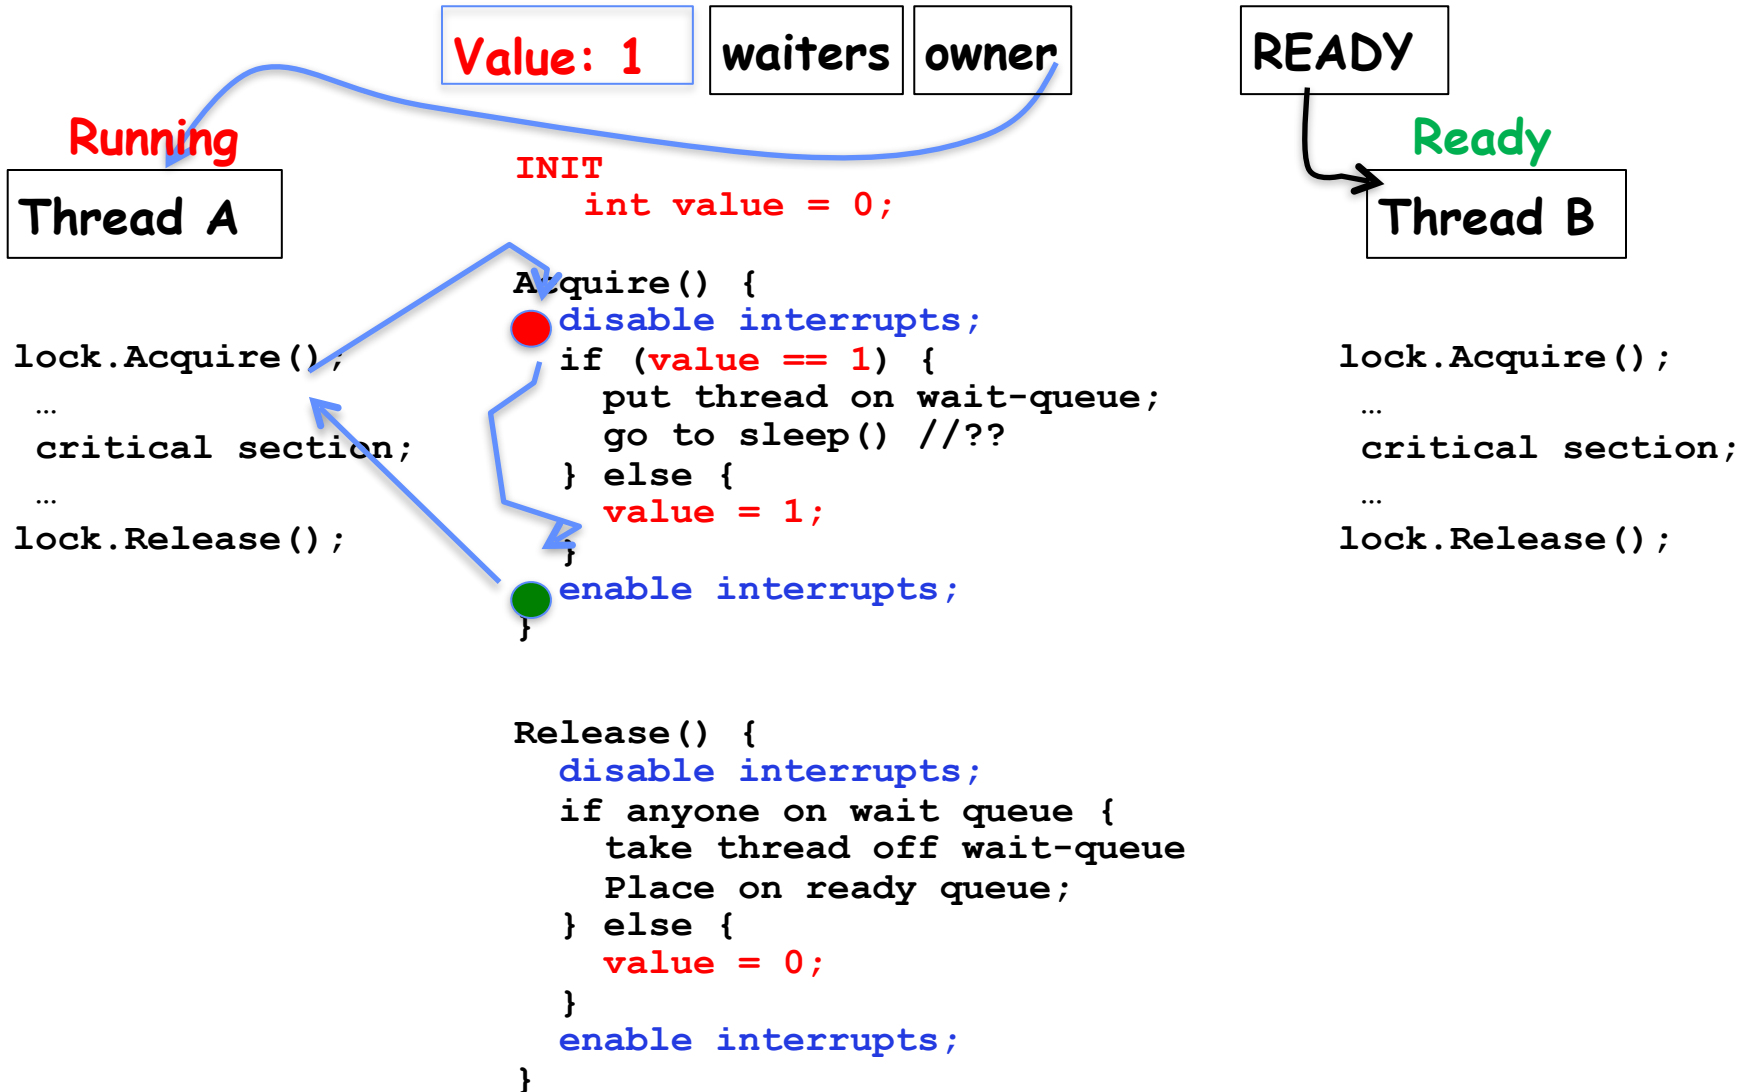 Value: 1
waiters
owner
READY
Running
Thread A
Ready
Thread B
lock.Acquire();
…
critical section;
…
lock.Release();
INIT
int value = 0;
Acquire() {
disable interrupts;
if (value == 1) {
put thread on wait-queue;
go to sleep() //??
} else {
value = 1;
}
enable interrupts;
}
Release() {
disable interrupts;
if anyone on wait queue {
take thread off wait-queue
Place on ready queue;
} else {
value = 0;
}
enable interrupts;
}
lock.Acquire();
…
critical section;
…
lock.Release();